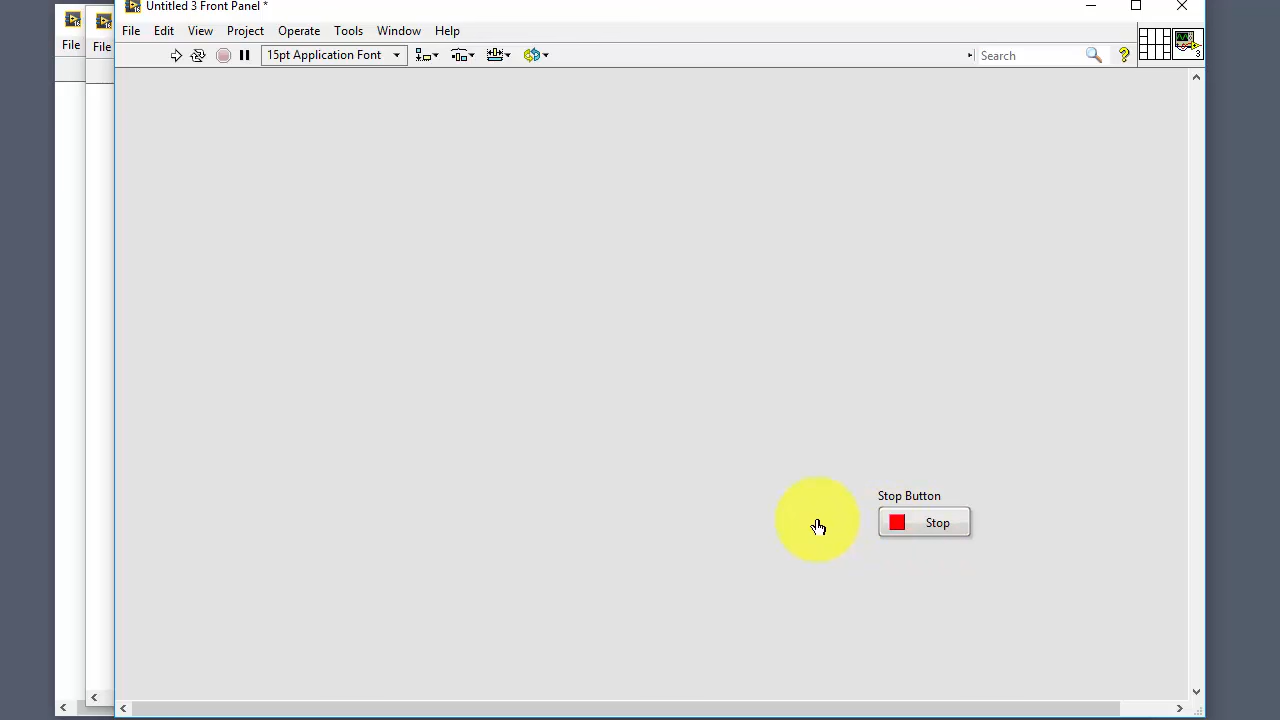 Untitled 3 Front Panel *
File
File
File Edit View Project Operate Tools Window Help
15pt Application Font
Search
?
3
Stop Button
Stop